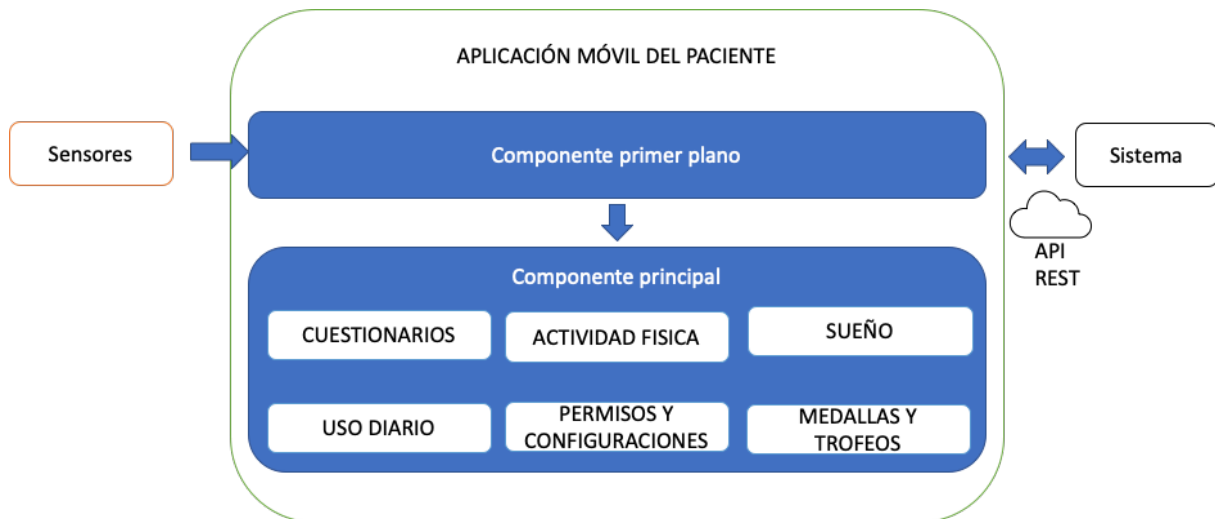 APLICACIÓN MÓVIL DEL PACIENTE
Sensores
Componente primer plano
Sistema
API
REST
Componente principal
CUESTIONARIOS
ACTIVIDAD FISICA
SUEÑO
USO DIARIO
PERMISOS Y
CONFIGURACIONES
MEDALLAS Y
TROFEOS